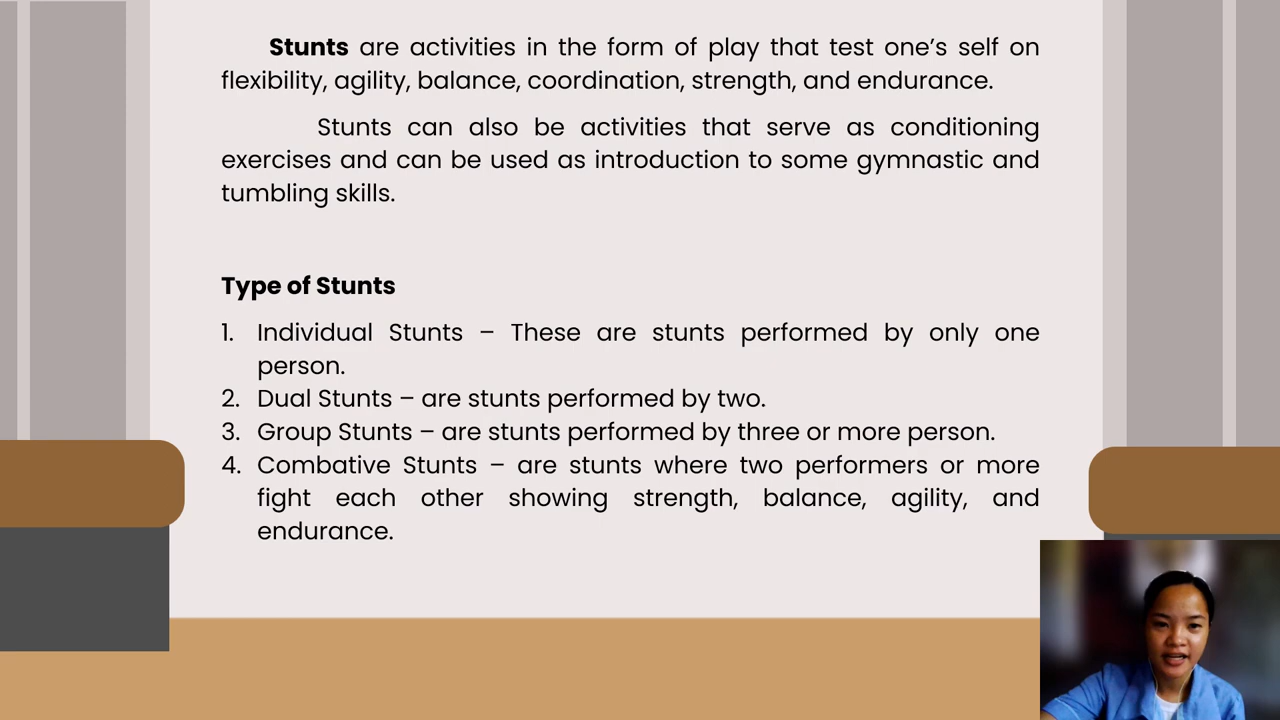 Stunts are activities in the form of play that test one’s self on
flexibility, agility, balance, coordination, strength, and endurance.
Stunts can also be activities that serve as conditioning
exercises and can be used as introduction to some gymnastic and
tumbling skills.
Type of Stunts
1. Individual Stunts – These are stunts performed by only one
person.
2. Dual Stunts – are stunts performed by two.
3. Group Stunts – are stunts performed by three or more person.
4. Combative Stunts – are stunts where two performers or more
fight each other showing strength, balance, agility, and
endurance.